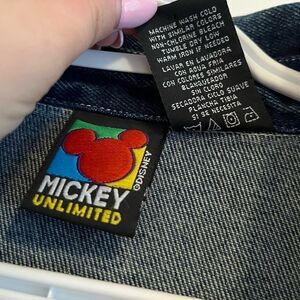 MACHINE WASH COLD
WITH SIMILAR COLORS
NON-CHLORINE BLEACH
TUMBLE DRY LOW
WARM IRON IF NEEDED
LAVAR EN LAVADORA
CON AGUA FRIA
CON COLORES SIMILARES
BLANQUEADOR
SIN CLORO
SECADORA CICLO SUAVE
PLANCHA TIBIA
SI SE NECESITA
©DISNEY
MICKEY
UNLIMITED